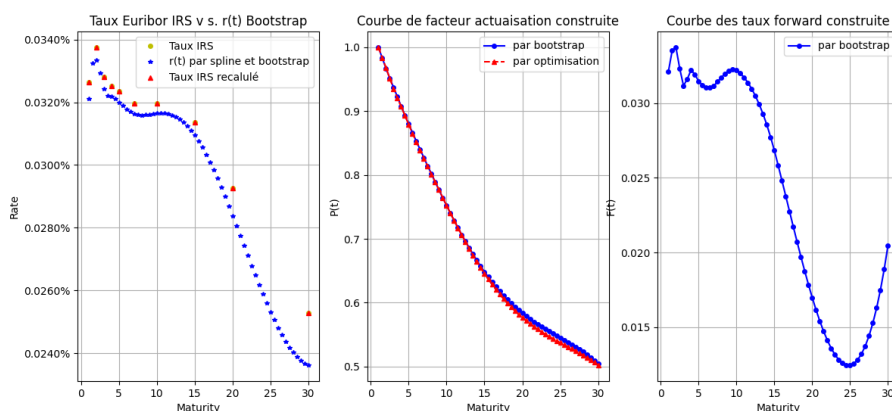 Taux Euribor IRS v s. r(t) Bootstrap
Rate
0.0340%
0.0320%
0.0300%
0.0280%
0.0260%
0.0240%
Taux IRS
r(t) par spline et bootstrap
Taux IRS recalulé
0 5 10 15 20 25 30
Maturity
Courbe de facteur actuaisation construite
P(t)
1.0
0.9
0.8
0.7
0.6
0.5
par bootstrap
par optimisation
0 5 10 15 20 25 30
Maturity
Courbe des taux forward construite
F(t)
0.030
0.025
0.020
0.015
par bootstrap
0 5 10 15 20 25 30
Maturity